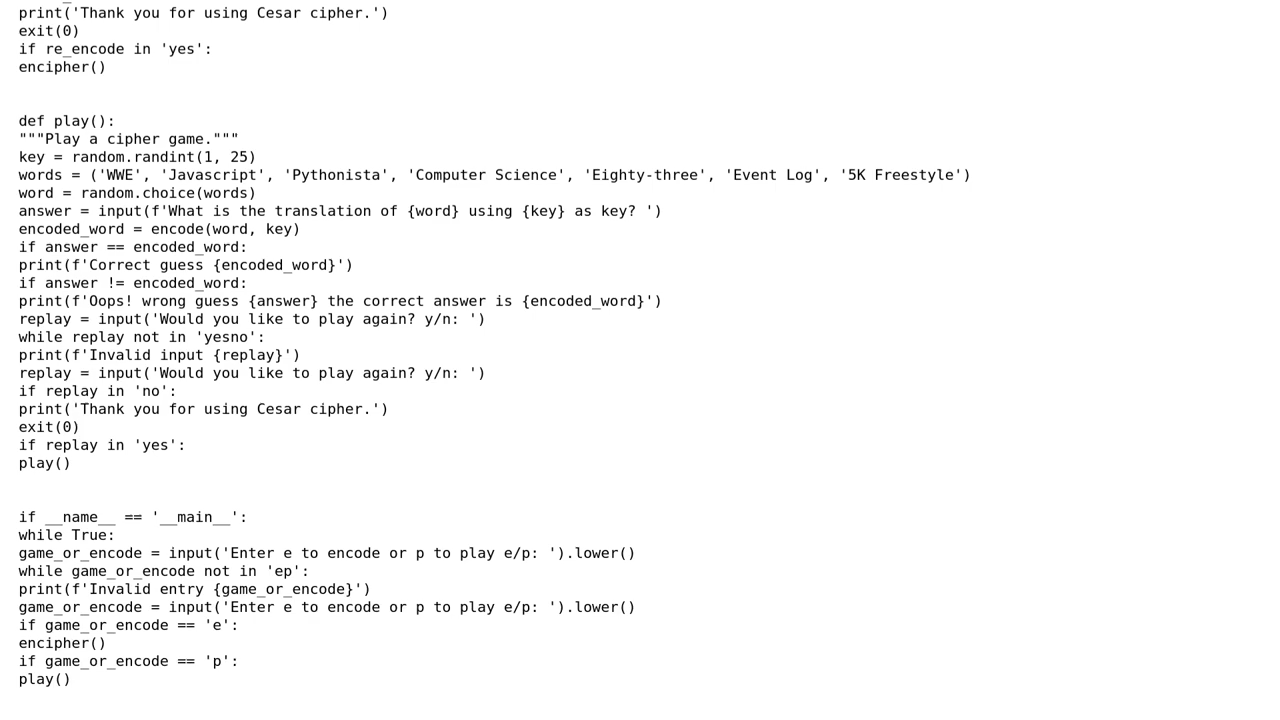 print('Thank you for using Cesar cipher.')
exit(0)
if re_encode in 'yes':
encipher()
def play():
"""Play a cipher game."""
key = random.randint(1, 25)
words = ('WWE', 'Javascript', 'Pythonista', 'Computer Science', 'Eighty-three', 'Event Log', '5K Freestyle')
word = random.choice(words)
answer = input(f'What is the translation of {word} using {key} as key? ')
encoded_word = encode(word, key)
if answer == encoded_word:
print(f'Correct guess {encoded_word}')
if answer != encoded_word:
print(f'Oops! wrong guess {answer} the correct answer is {encoded_word}')
replay = input('Would you like to play again? y/n: ')
while replay not in 'yesno':
print(f'Invalid input {replay}')
replay = input('Would you like to play again? y/n: ')
if replay in 'no':
print('Thank you for using Cesar cipher.')
exit(0)
if replay in 'yes':
play()
if __name__ == '__main__':
while True:
game_or_encode = input('Enter e to encode or p to play e/p: ').lower()
while game_or_encode not in 'ep':
print(f'Invalid entry {game_or_encode}')
game_or_encode = input('Enter e to encode or p to play e/p: ').lower()
if game_or_encode == 'e':
encipher()
if game_or_encode == 'p':
play()